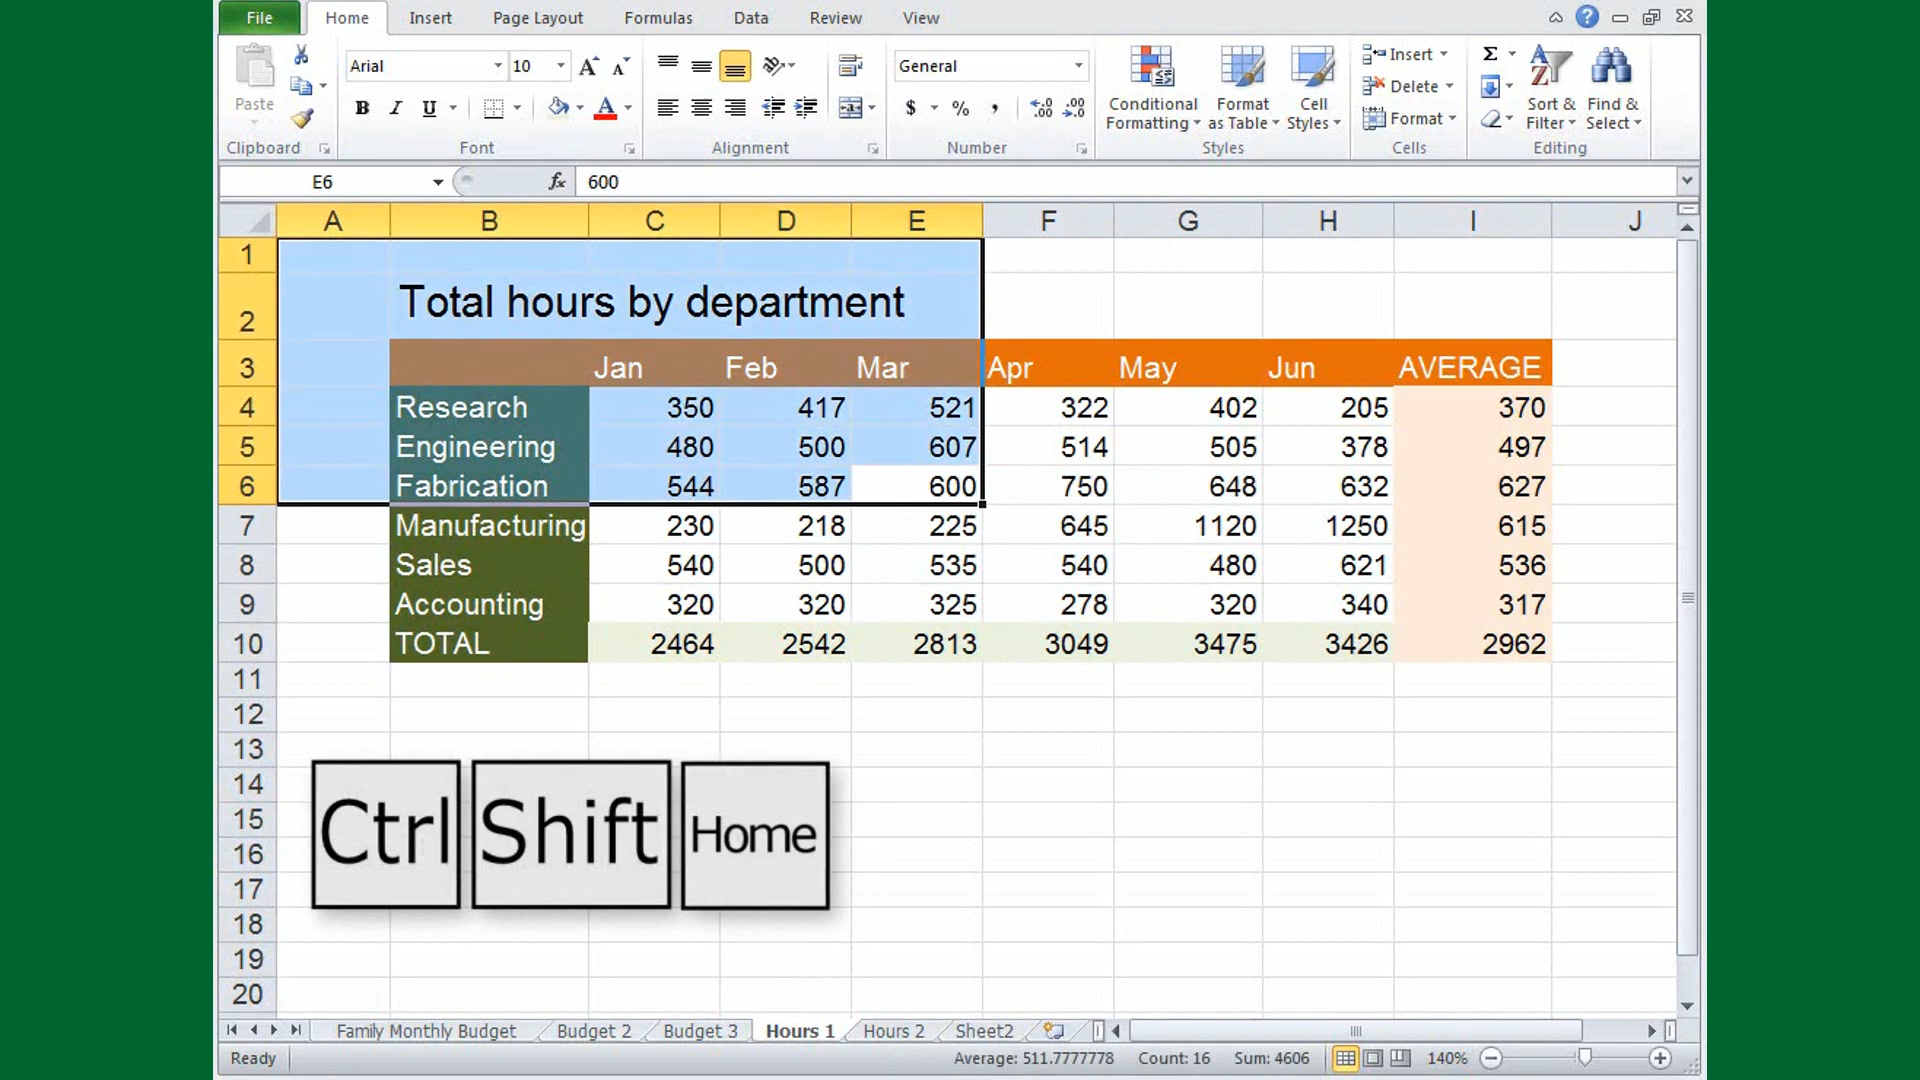 File Home Insert Page Layout Formulas Data Review View
Arial 10 General Insert Σ
Paste B I U A $ % , .00 .00 Conditional Formatting Format as Table Cell Styles Delete Format Sort & Filter Find & Select
Clipboard Font Alignment Number Styles Cells Editing
E6 fx 600
A B C D E F G H I J
1
2 Total hours by department
3 Jan Feb Mar Apr May Jun AVERAGE
4 Research 350 417 521 322 402 205 370
5 Engineering 480 500 607 514 505 378 497
6 Fabrication 544 587 600 750 648 632 627
7 Manufacturing 230 218 225 645 1120 1250 615
8 Sales 540 500 535 540 480 621 536
9 Accounting 320 320 325 278 320 340 317
10 TOTAL 2464 2542 2813 3049 3475 3426 2962
11
12
13
14
15 Ctrl Shift Home
16
17
18
19
20
Family Monthly Budget Budget 2 Budget 3 Hours 1 Hours 2 Sheet2
Ready Average: 511.7777778 Count: 16 Sum: 4606 140%